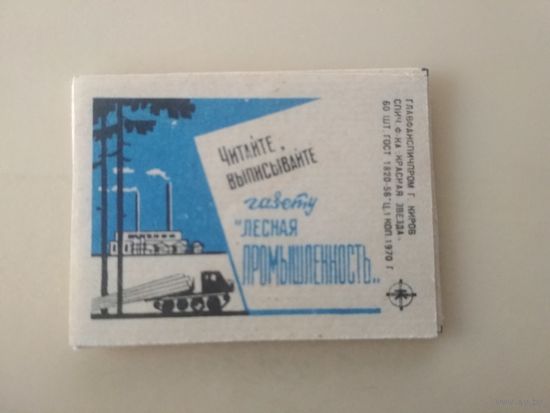 Читайте,
выписывайте
газету
"ЛЕСНАЯ
ПРОМЫШЛЕННОСТЬ"
ГЛАВФАНСПИЧПРОМ Г. КИРОВ
СПИЧ. Ф-КА "КРАСНАЯ ЗВЕЗДА"
60 ШТ. ГОСТ 1820-56 Ц. 1 КОП. 1970 Г